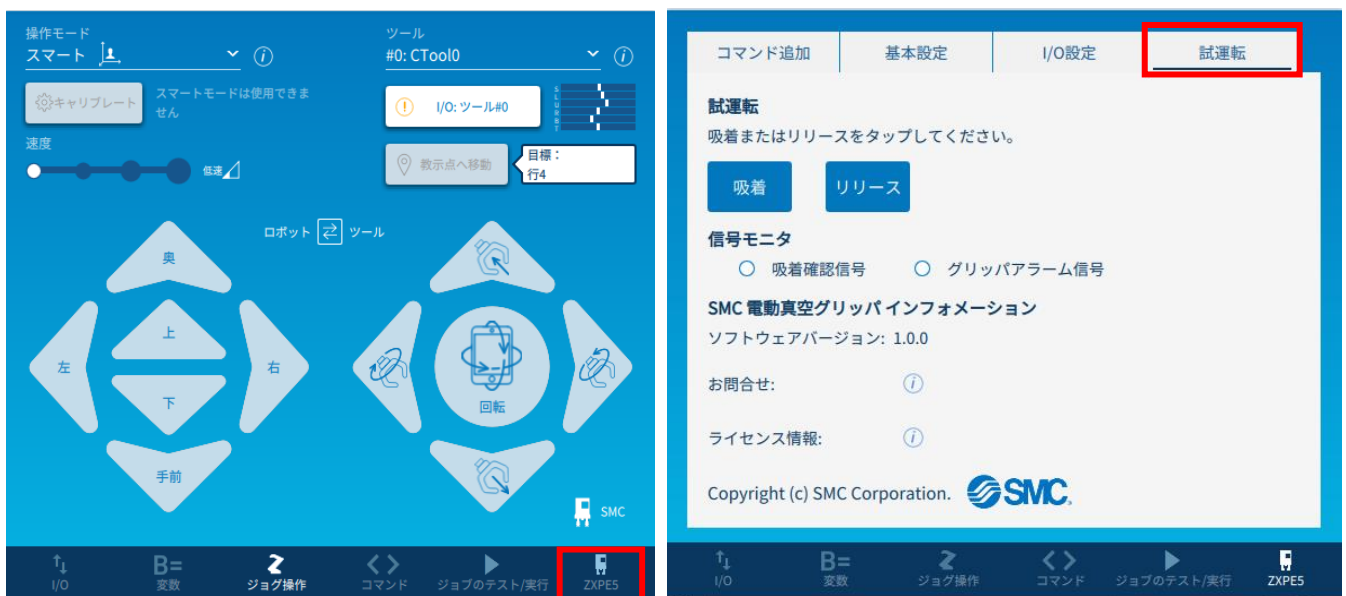 操作モード
スマート
ツール
#0: CTool0
キャリブレート
スマートモードは使用できません
I/O: ツール#0
S
L
U
R
B
T
速度
低速
教示点へ移動
目標：
行4
ロボット
ツール
奥
上
左
右
下
手前
回転
SMC
I/O
B=
変数
ジョグ操作
コマンド
ジョブのテスト/実行
ZXPE5
コマンド追加
基本設定
I/O設定
試運転
試運転
吸着またはリリースをタップしてください。
吸着
リリース
信号モニタ
吸着確認信号
グリッパアラーム信号
SMC 電動真空グリッパ インフォメーション
ソフトウェアバージョン: 1.0.0
お問合せ:
ライセンス情報:
Copyright (c) SMC Corporation.
SMC
I/O
B=
変数
ジョグ操作
コマンド
ジョブのテスト/実行
ZXPE5